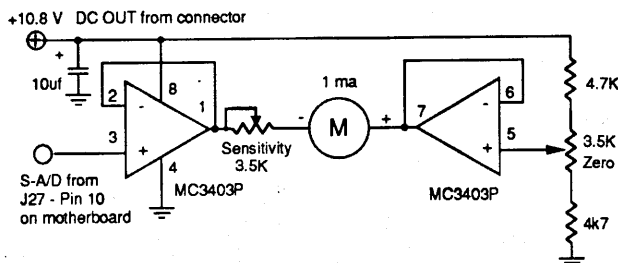 +10.8 V DC OUT from connector
+
10uf
2
8
1
3
4
-
+
S-A/D from
J27 - Pin 10
on motherboard
MC3403P
Sensitivity
3.5K
1 ma
-
M
+
7
6
5
-
+
MC3403P
4.7K
3.5K
Zero
4k7